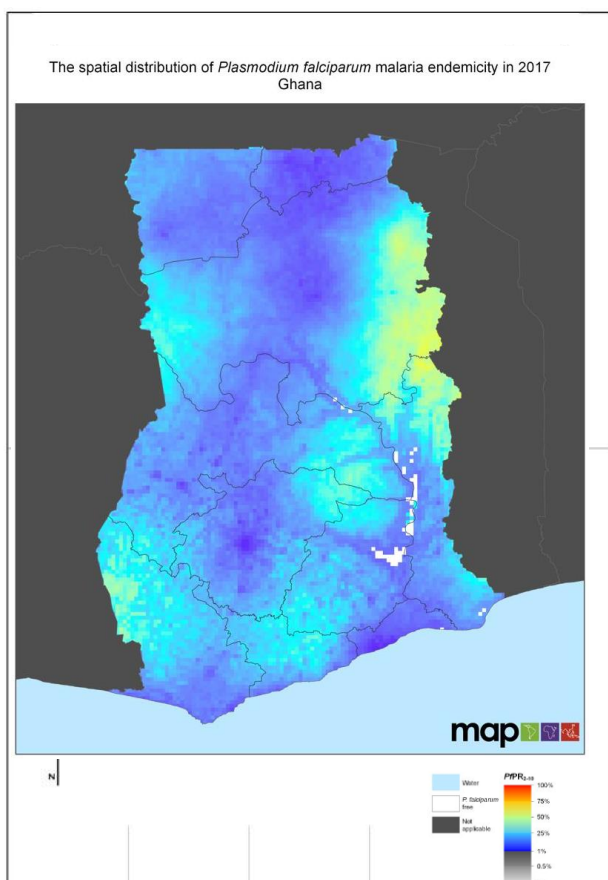 The spatial distribution of Plasmodium falciparum malaria endemicity in 2017
Ghana
map
N
Water
P. falciparum
free
Not
applicable
PfPR2-10
100%
75%
50%
25%
1%
0.5%